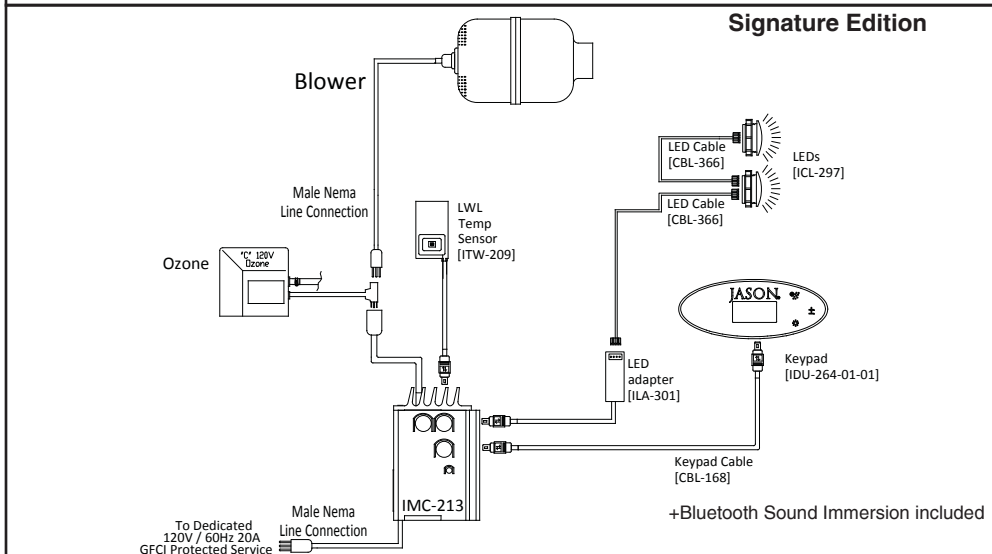 Signature Edition
Blower
LED Cable
[CBL-366]
LEDs
[ICL-297]
LED Cable
[CBL-366]
Male Nema
Line Connection
LWL
Temp
Sensor
[ITW-209]
Ozone
"C" 120V
Ozone
JASON
Keypad
[IDU-264-01-01]
LED
adapter
[ILA-301]
Keypad Cable
[CBL-168]
IMC-213
+Bluetooth Sound Immersion included
Male Nema
Line Connection
To Dedicated
120V / 60Hz 20A
GFCI Protected Service